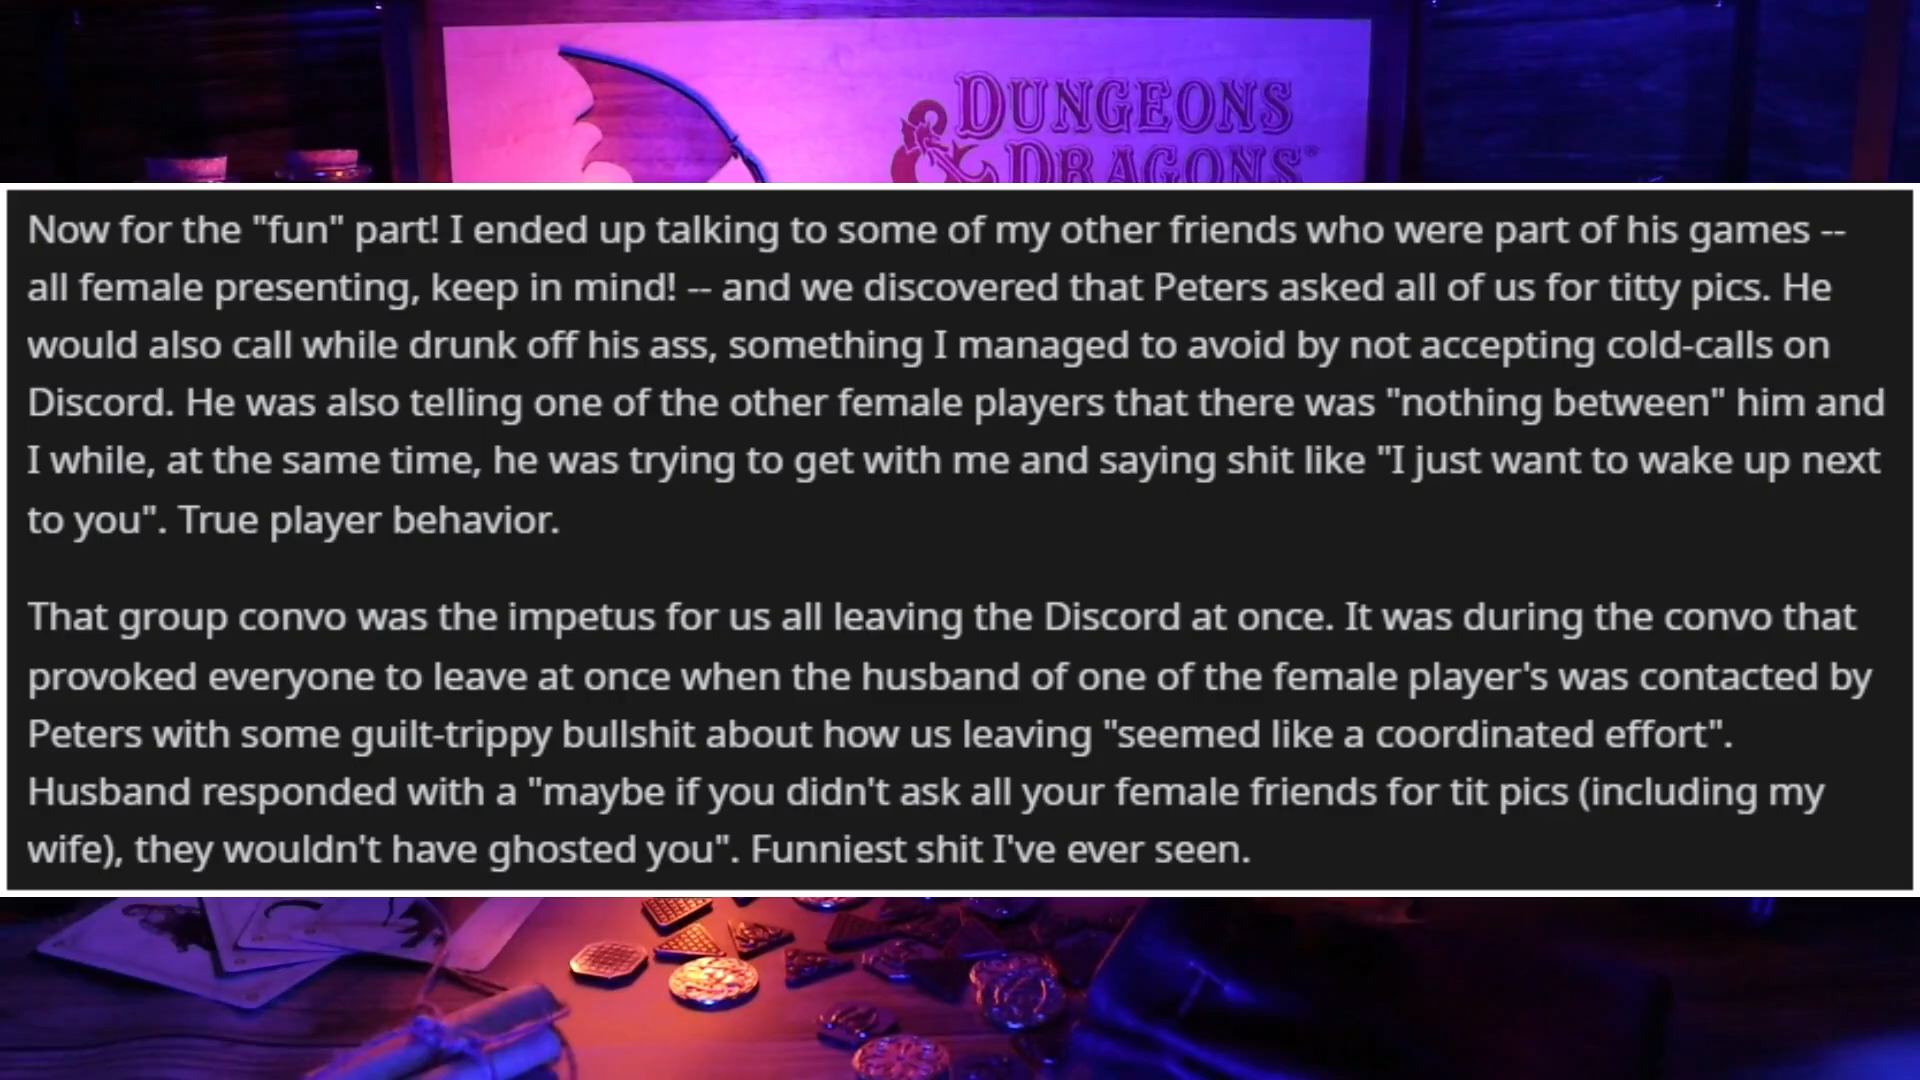 DUNGEONS
& DRAGONS
Now for the "fun" part! I ended up talking to some of my other friends who were part of his games --
all female presenting, keep in mind! -- and we discovered that Peters asked all of us for titty pics. He
would also call while drunk off his ass, something I managed to avoid by not accepting cold-calls on
Discord. He was also telling one of the other female players that there was "nothing between" him and
I while, at the same time, he was trying to get with me and saying shit like "I just want to wake up next
to you". True player behavior.
That group convo was the impetus for us all leaving the Discord at once. It was during the convo that
provoked everyone to leave at once when the husband of one of the female player's was contacted by
Peters with some guilt-trippy bullshit about how us leaving "seemed like a coordinated effort".
Husband responded with a "maybe if you didn't ask all your female friends for tit pics (including my
wife), they wouldn't have ghosted you". Funniest shit I've ever seen.